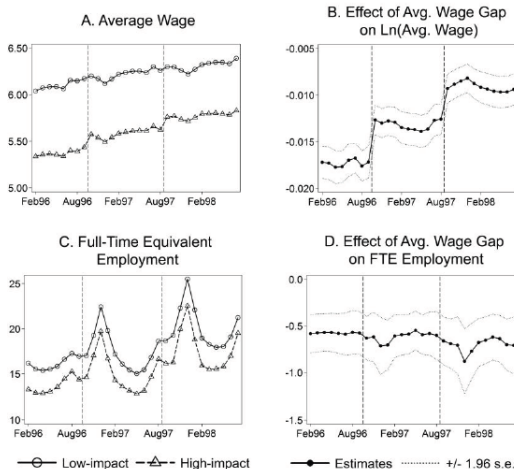 A. Average Wage
6.50
6.00
5.50
5.00
Feb96 Aug96 Feb97 Aug97 Feb98
B. Effect of Avg. Wage Gap
on Ln(Avg. Wage)
-0.005
-0.010
-0.015
-0.020
Feb96 Aug96 Feb97 Aug97 Feb98
C. Full-Time Equivalent
Employment
25
20
15
10
Feb96 Aug96 Feb97 Aug97 Feb98
D. Effect of Avg. Wage Gap
on FTE Employment
0.0
-0.5
-1.0
-1.5
Feb96 Aug96 Feb97 Aug97 Feb98
Low-impact High-impact
Estimates +/- 1.96 s.e.